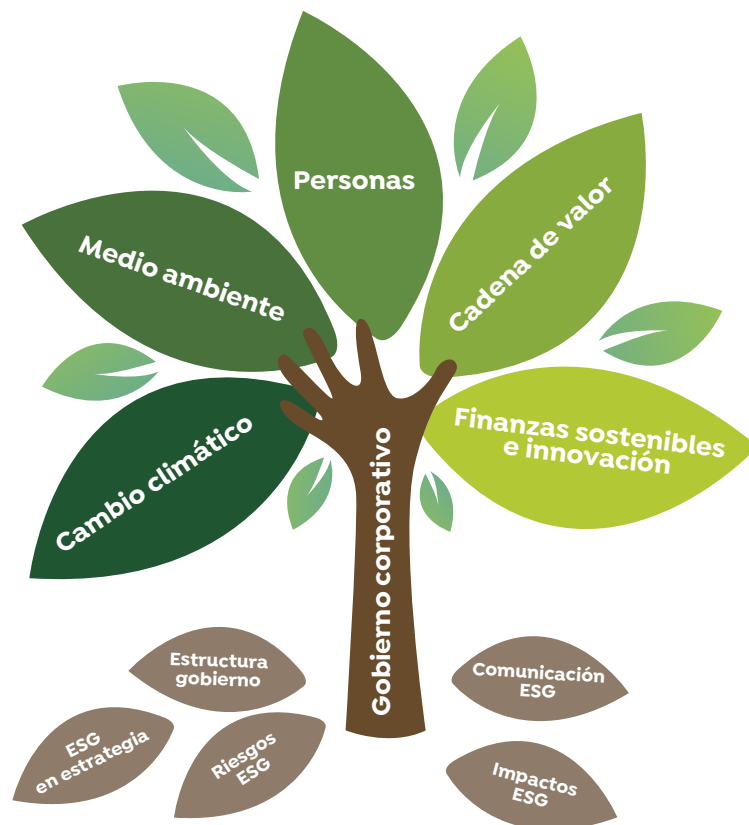 Personas
Medio ambiente
Cadena de valor
Cambio climático
Finanzas sostenibles
e innovación
Gobierno corporativo
Estructura
gobierno
Comunicación
ESG
ESG
en estrategia
Riesgos
ESG
Impactos
ESG